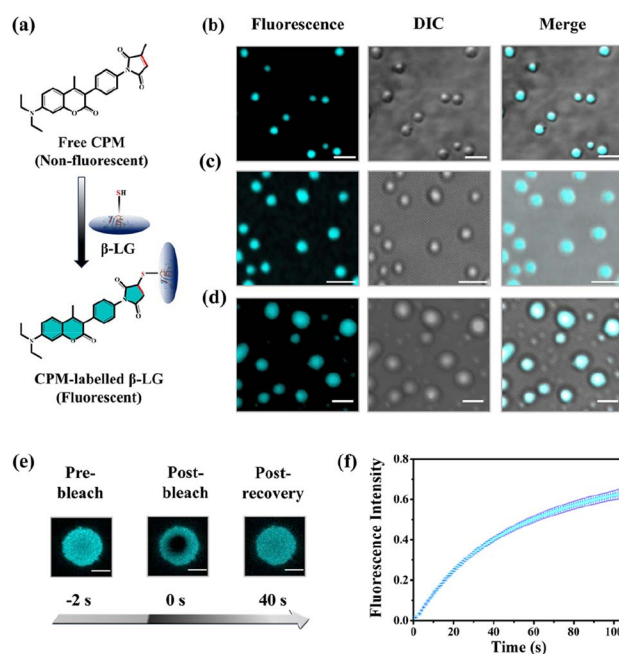 (a)
O
N
O
N
O
O
Free CPM
(Non-fluorescent)
SH
β-LG
S
O
N
O
N
O
O
CPM-labelled β-LG
(Fluorescent)
(b)
Fluorescence
DIC
Merge
(c)
(d)
(e)
Pre-
bleach
Post-
bleach
Post-
recovery
-2 s
0 s
40 s
(f)
Fluorescence Intensity
0.8
0.6
0.4
0.2
0.0
0
20
40
60
80
100
Time (s)